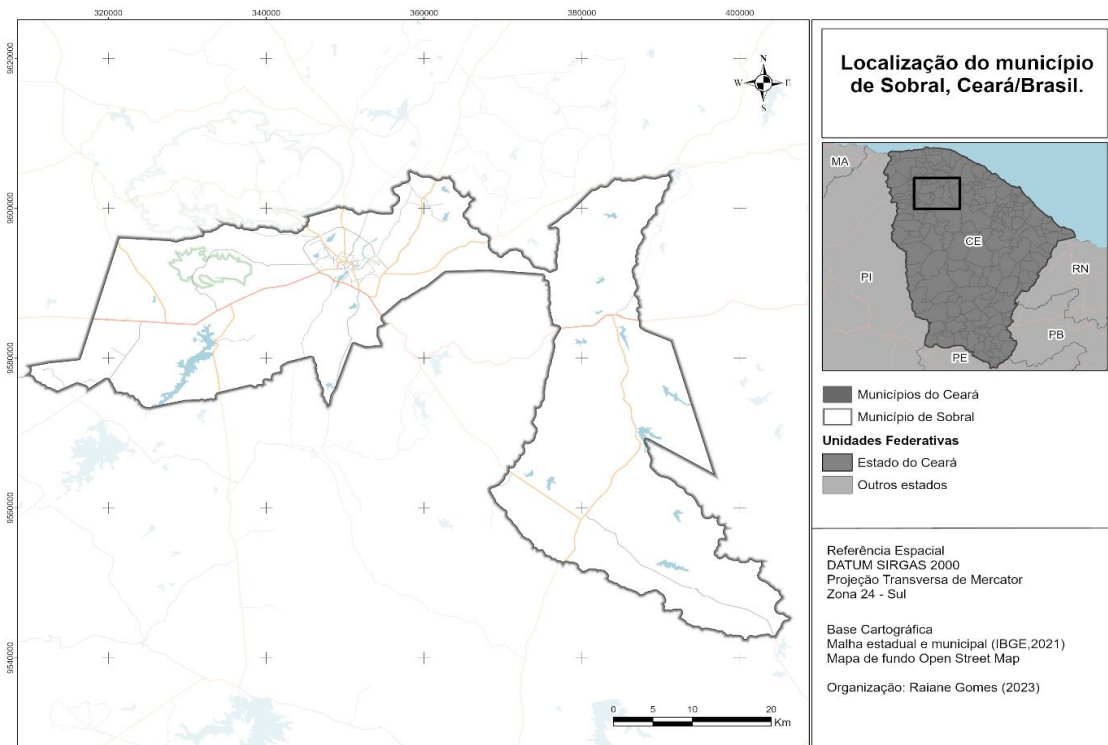 320000
340000
360000
380000
400000
9620000
9600000
9580000
9560000
9540000
N
W
E
S
0
5
10
20
Km
Localização do município
de Sobral, Ceará/Brasil.
MA
PI
CE
RN
PB
PE
Municípios do Ceará
Município de Sobral
Unidades Federativas
Estado do Ceará
Outros estados
Referência Espacial
DATUM SIRGAS 2000
Projeção Transversa de Mercator
Zona 24 - Sul
Base Cartográfica
Malha estadual e municipal (IBGE,2021)
Mapa de fundo Open Street Map
Organização: Raiane Gomes (2023)